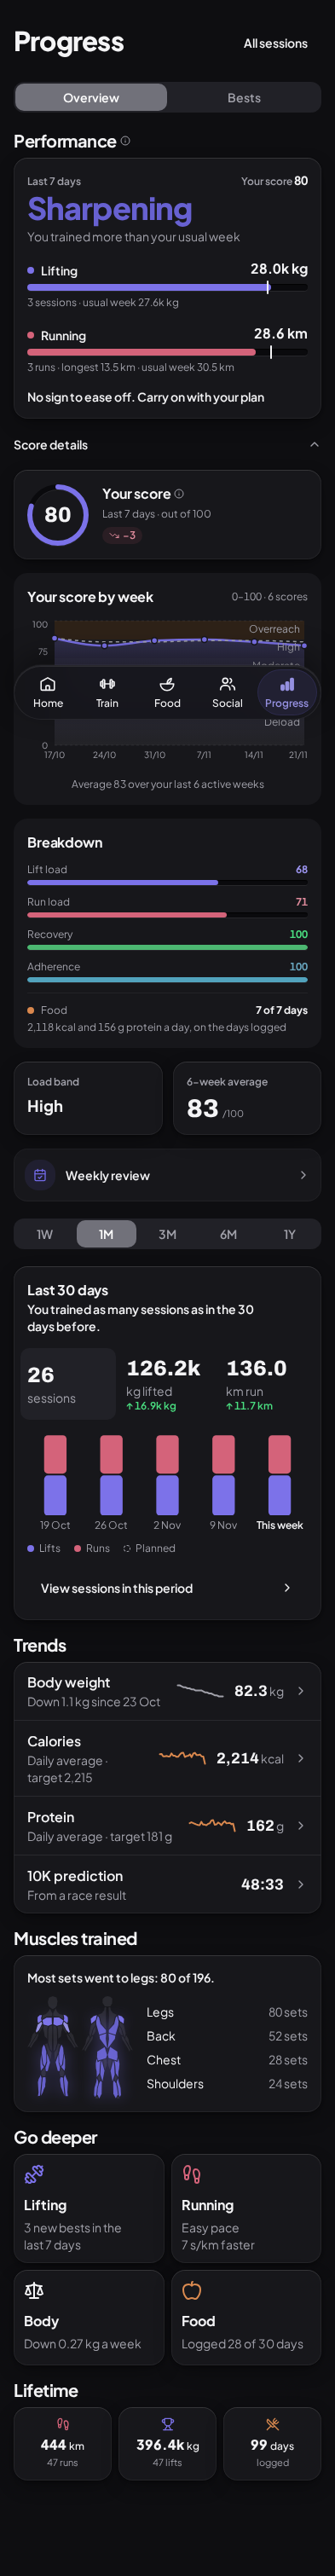 Progress
All sessions
Overview
Bests
Performance
Last 7 days
Your score 80
Sharpening
You trained more than your usual week
Lifting
28.0k kg
3 sessions · usual week 27.6k kg
Running
28.6 km
3 runs · longest 13.5 km · usual week 30.5 km
No sign to ease off. Carry on with your plan
Score details
80
Your score
Last 7 days · out of 100
−3
Your score by week
0–100 · 6 scores
100
Overreach
High
75
Moderate
Home
Train
Food
Social
Progress
Deload
0
17/10
24/10
31/10
7/11
14/11
21/11
Average 83 over your last 6 active weeks
Breakdown
Lift load
68
Run load
71
Recovery
100
Adherence
100
Food
7 of 7 days
2,118 kcal and 156 g protein a day, on the days logged
Load band
High
6-week average
83 /100
Weekly review
1W
1M
3M
6M
1Y
Last 30 days
You trained as many sessions as in the 30
days before.
26
sessions
126.2k
kg lifted
↑ 16.9k kg
136.0
km run
↑ 11.7 km
19 Oct
26 Oct
2 Nov
9 Nov
This week
Lifts
Runs
Planned
View sessions in this period
Trends
Body weight
Down 1.1 kg since 23 Oct
82.3 kg
Calories
Daily average ·
target 2,215
2,214 kcal
Protein
Daily average · target 181 g
162 g
10K prediction
From a race result
48:33
Muscles trained
Most sets went to legs: 80 of 196.
Legs
80 sets
Back
52 sets
Chest
28 sets
Shoulders
24 sets
Go deeper
Lifting
3 new bests in the
last 7 days
Running
Easy pace
7 s/km faster
Body
Down 0.27 kg a week
Food
Logged 28 of 30 days
Lifetime
444 km
47 runs
396.4k kg
47 lifts
99 days
logged